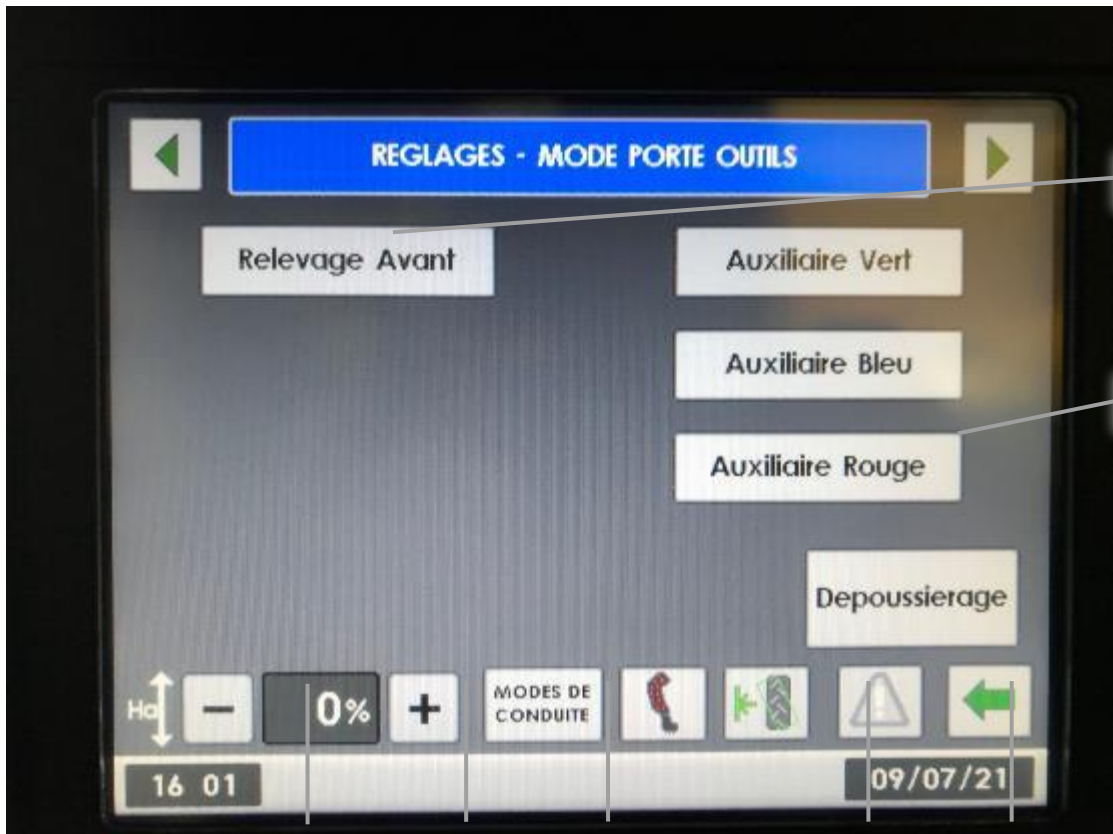 REGLAGES - MODE PORTE OUTILS
Relevage Avant
Auxiliaire Vert
Auxiliaire Bleu
Auxiliaire Rouge
Depoussierage
Ha
- 0% +
MODES DE
CONDUITE
16 01
09/07/21